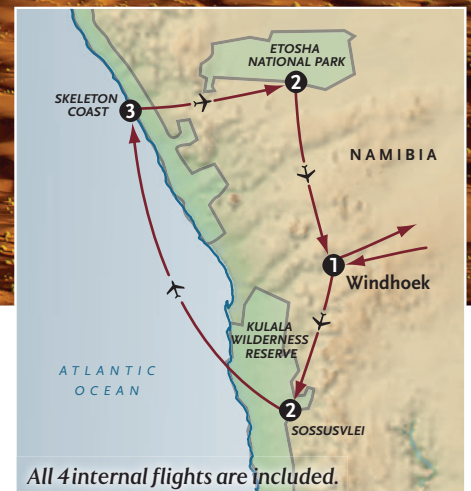 ETOSHA
NATIONAL PARK
2
SKELETON
COAST
3
NAMIBIA
1
Windhoek
KULALA
WILDERNESS
RESERVE
ATLANTIC
OCEAN
2
SOSSUSVLEI
All 4 internal flights are included.